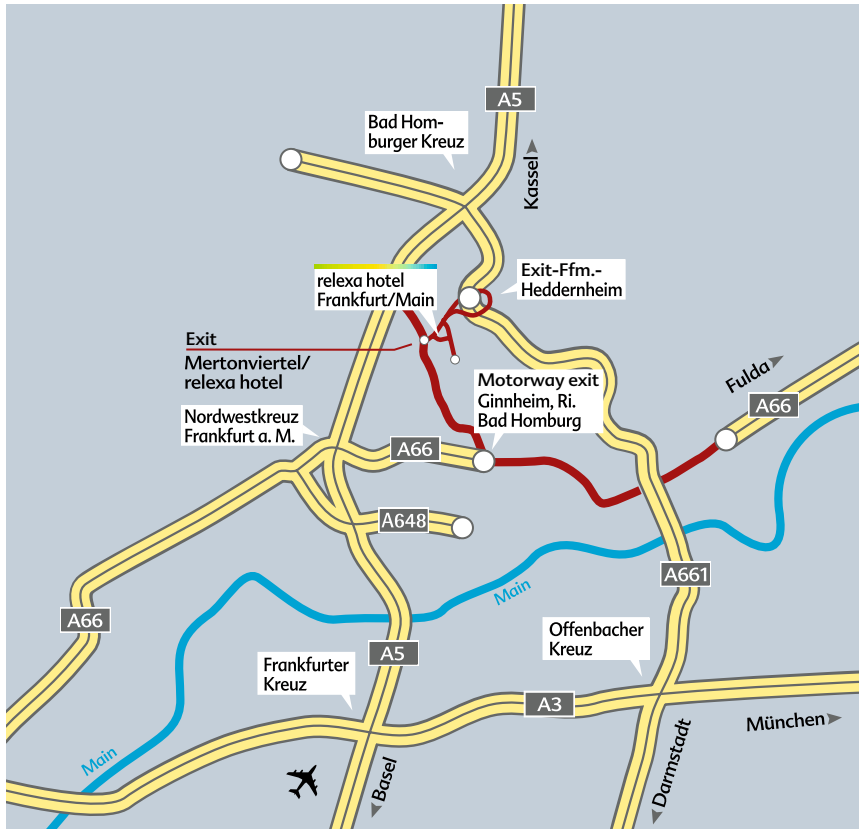 A5
Bad Hom-
burger Kreuz
Kassel
relexa hotel
Frankfurt/Main
Exit-Ffm.-
Heddernheim
Exit
Mertonviertel/
relexa hotel
Motorway exit
Ginnheim, Ri.
Bad Homburg
Fulda
A66
Nordwestkreuz
Frankfurt a. M.
A66
A648
Main
A661
A66
A5
Offenbacher
Kreuz
Frankfurter
Kreuz
A3
München
Main
Basel
Darmstadt